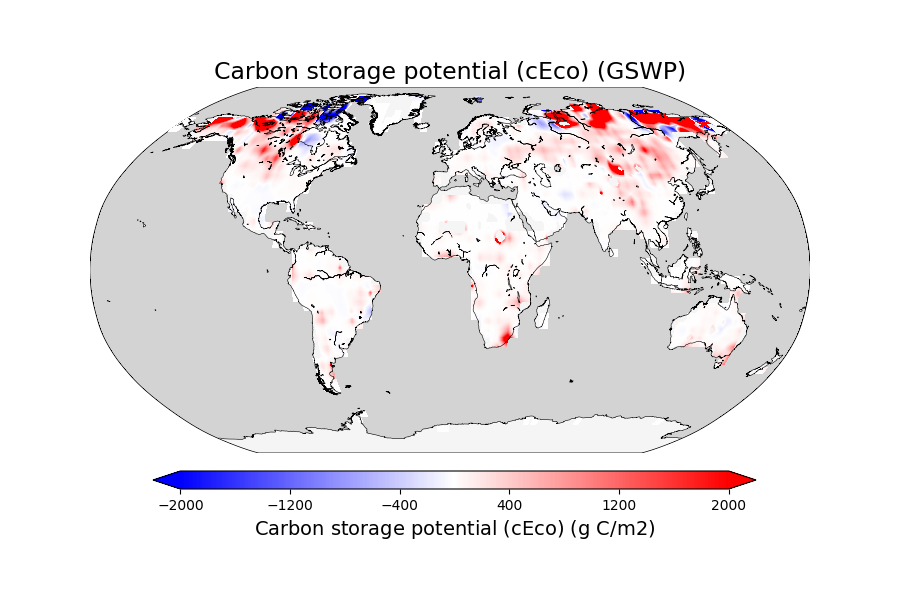 Carbon storage potential (cEco) (GSWP)
−2000 −1200 −400 400 1200 2000
Carbon storage potential (cEco) (g C/m2)